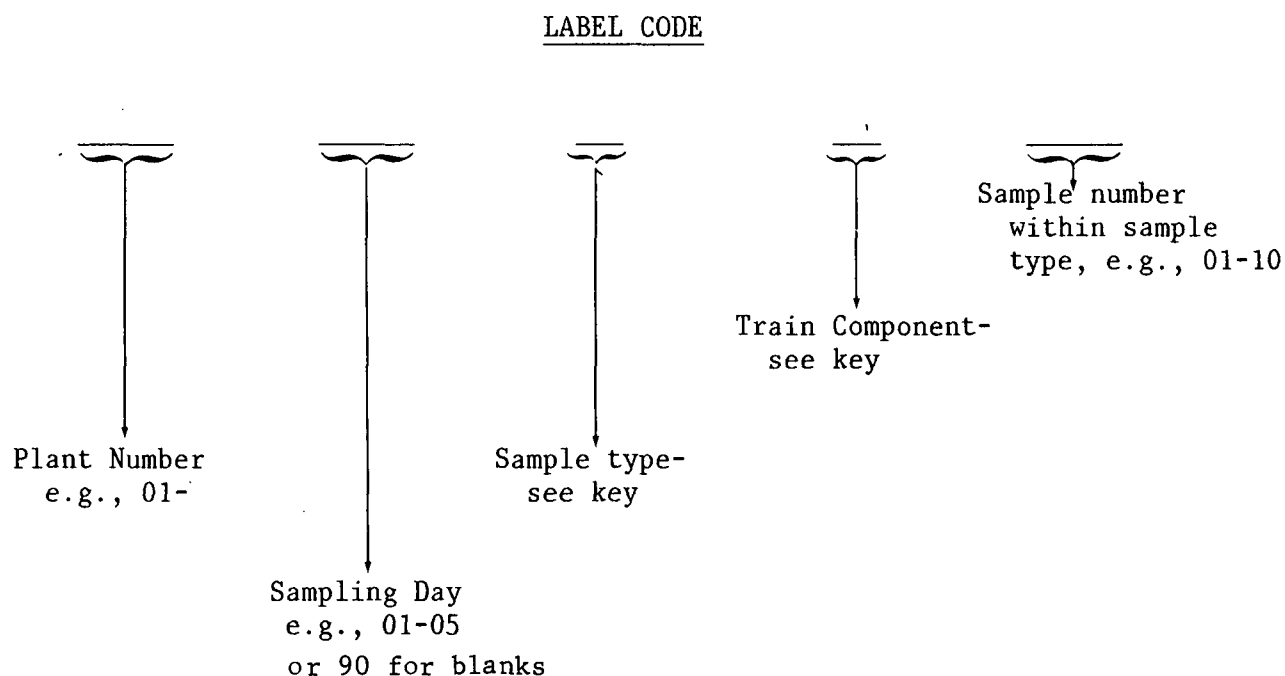 LABEL CODE
Sample number
within sample
type, e.g., 01-10
Train Component-
see key
Plant Number
e.g., 01-
Sample type-
see key
Sampling Day
e.g., 01-05
or 90 for blanks